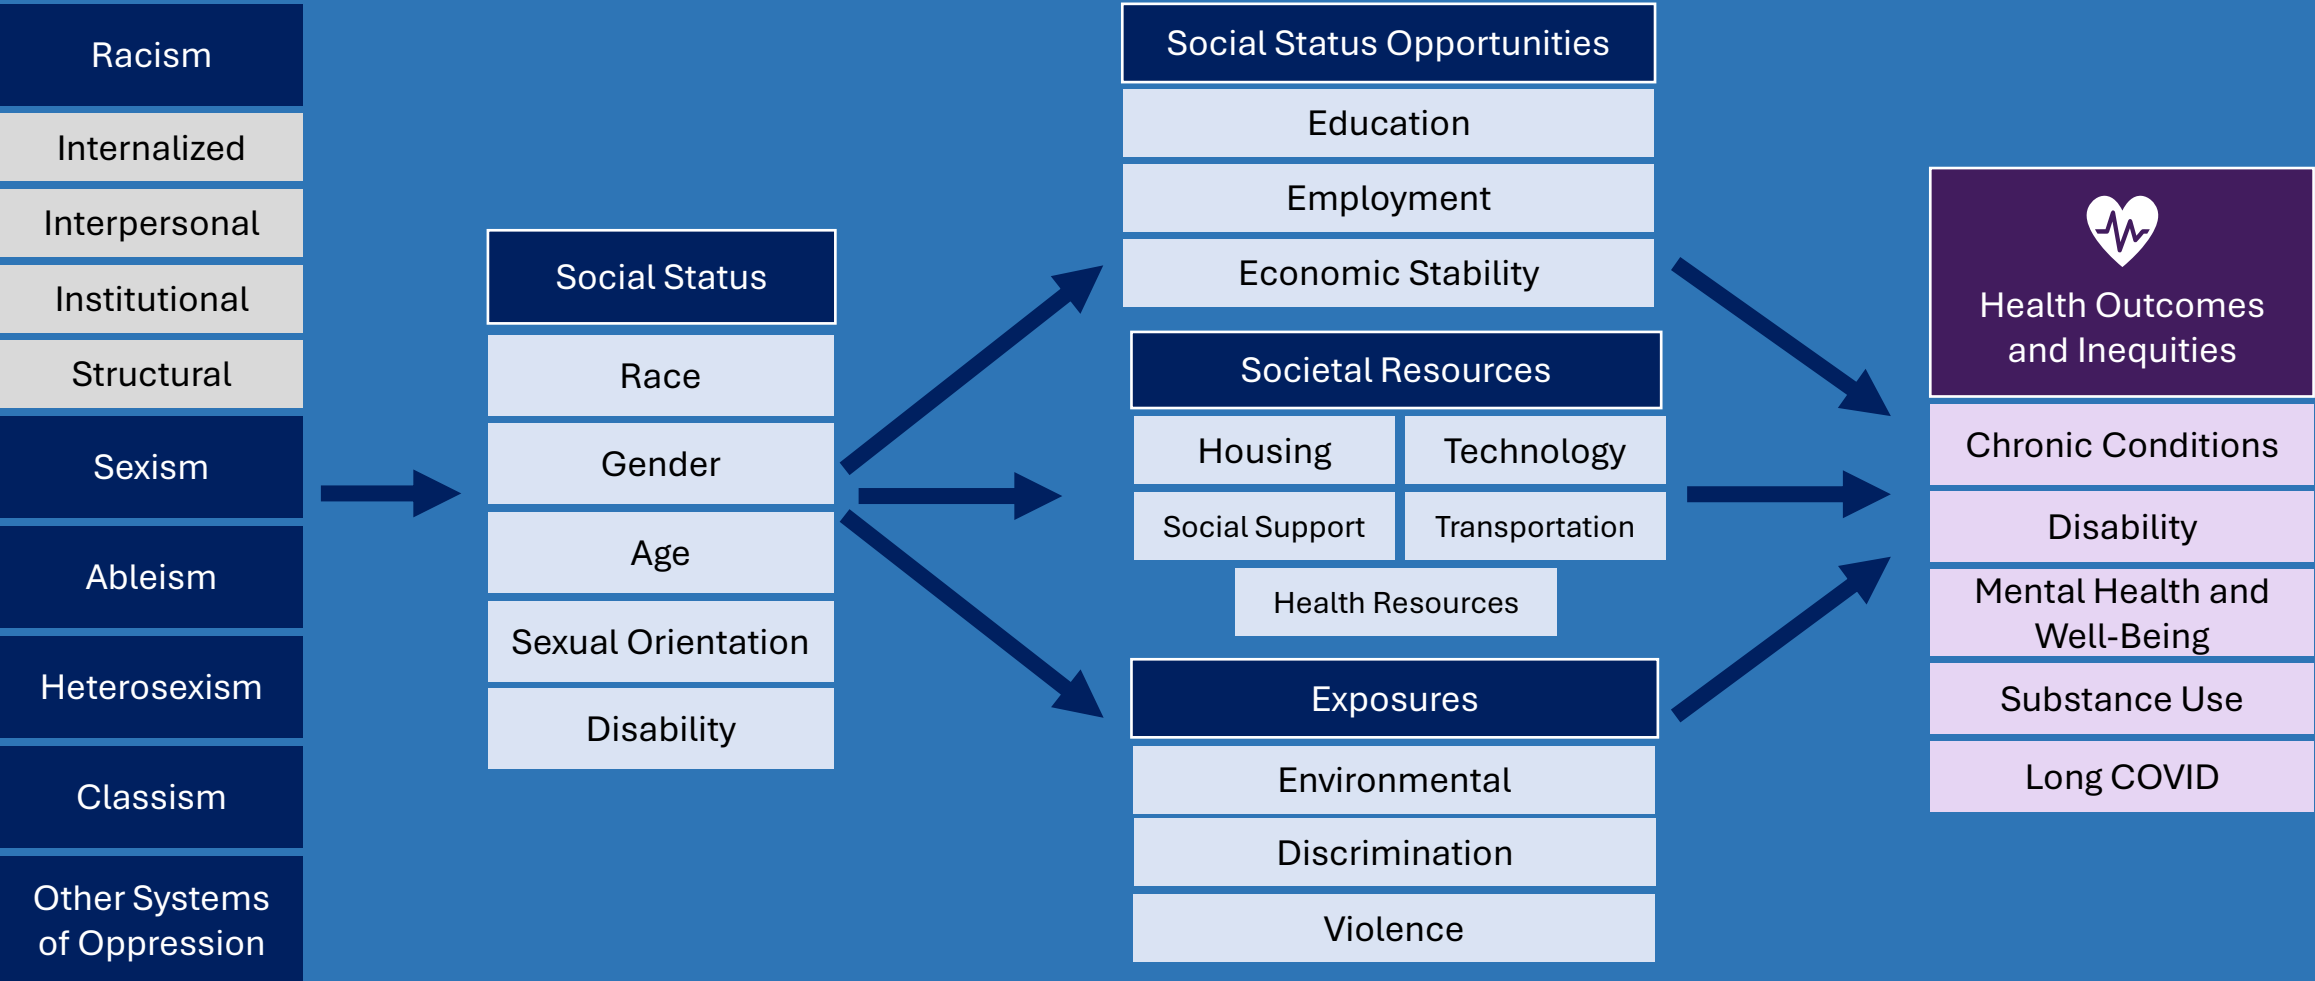 Racism
Internalized
Interpersonal
Institutional
Structural
Sexism
Ableism
Heterosexism
Classism
Other Systems
of Oppression
Social Status
Race
Gender
Age
Sexual Orientation
Disability
Social Status Opportunities
Education
Employment
Economic Stability
Societal Resources
Housing
Technology
Social Support
Transportation
Health Resources
Exposures
Environmental
Discrimination
Violence
Health Outcomes
and Inequities
Chronic Conditions
Disability
Mental Health and
Well-Being
Substance Use
Long COVID